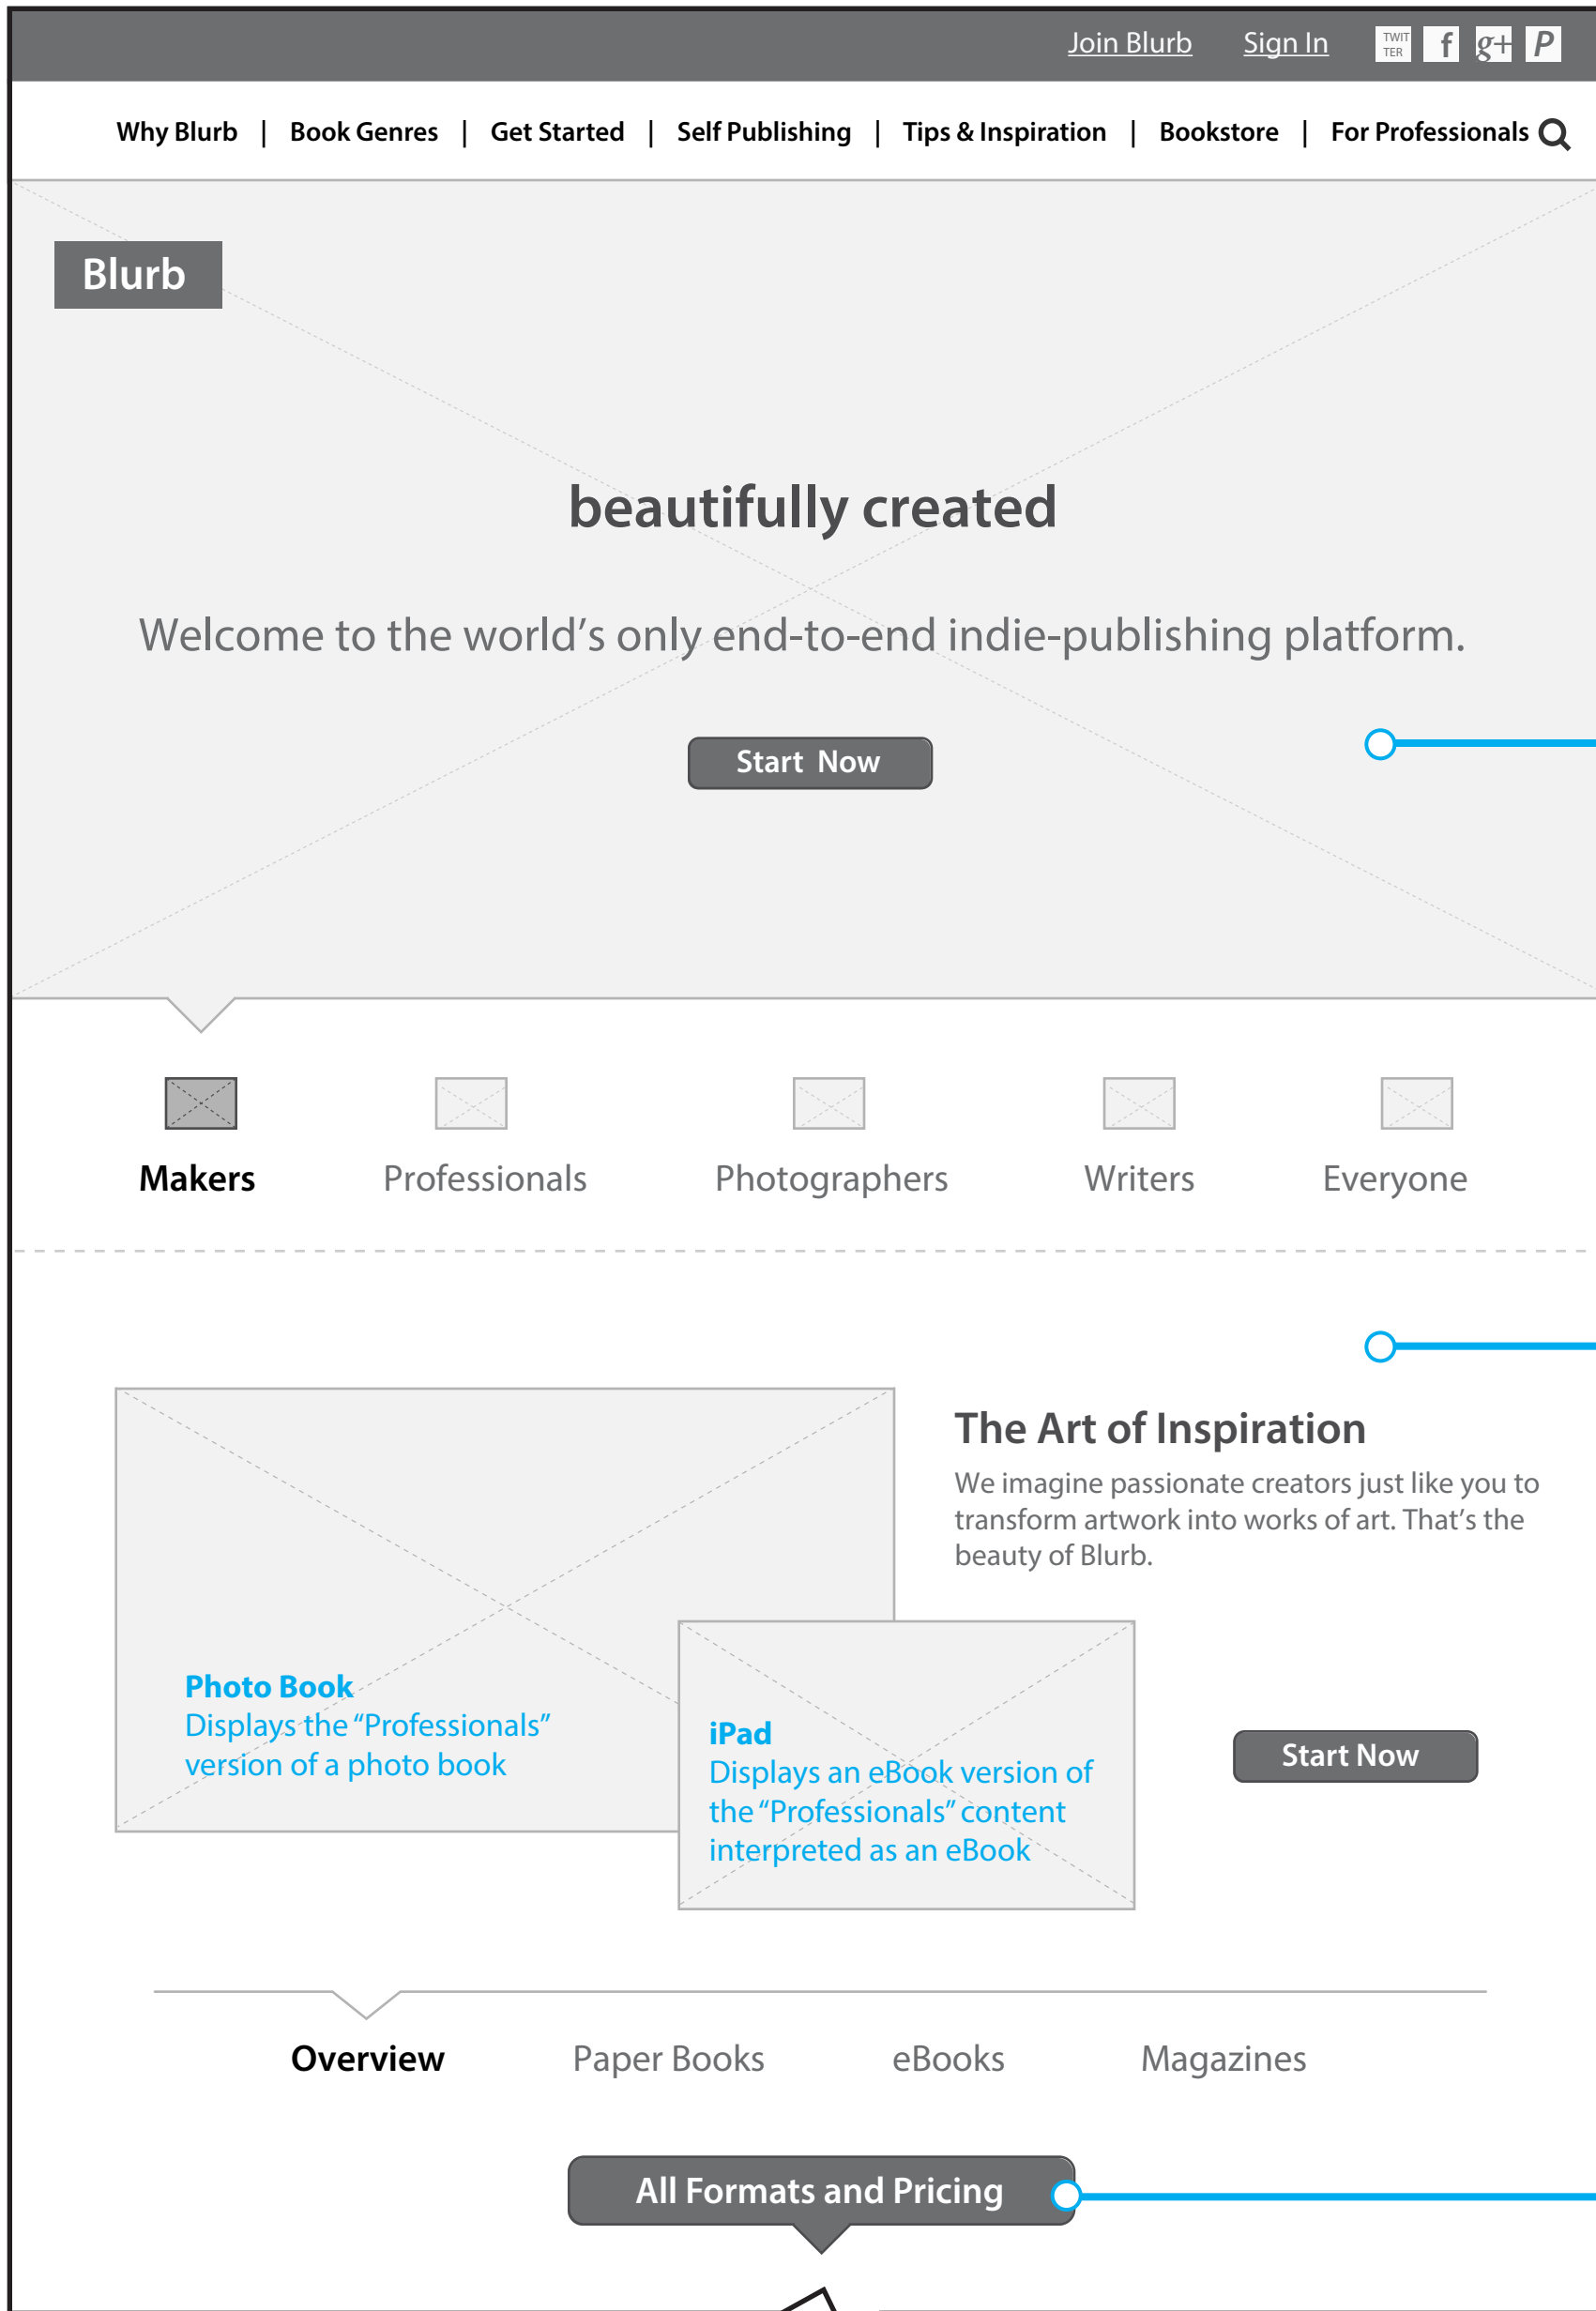 Join Blurb Sign In TWIT TER f g+ P
Why Blurb | Book Genres | Get Started | Self Publishing | Tips & Inspiration | Bookstore | For Professionals
Blurb
beautifully created
Welcome to the world’s only end-to-end indie-publishing platform.
Start Now
Makers Professionals Photographers Writers Everyone
The Art of Inspiration
We imagine passionate creators just like you to
transform artwork into works of art. That’s the
beauty of Blurb.
Photo Book
Displays the “Professionals”
version of a photo book
iPad
Displays an eBook version of
the “Professionals” content
interpreted as an eBook
Start Now
Overview Paper Books eBooks Magazines
All Formats and Pricing